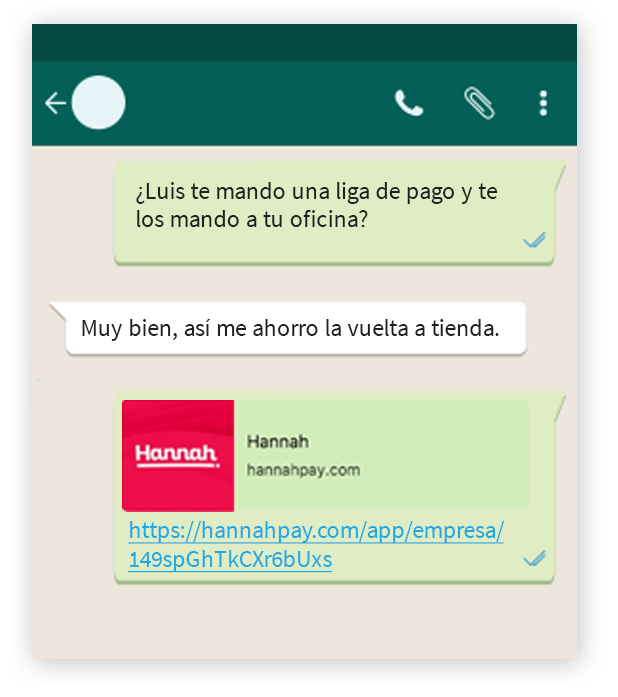 ¿Luis te mando una liga de pago y te
los mando a tu oficina?
Muy bien, así me ahorro la vuelta a tienda.
Hannah
Hannah
hannahpay.com
https://hannahpay.com/app/empresa/
149spGhTkCXr6bUxs